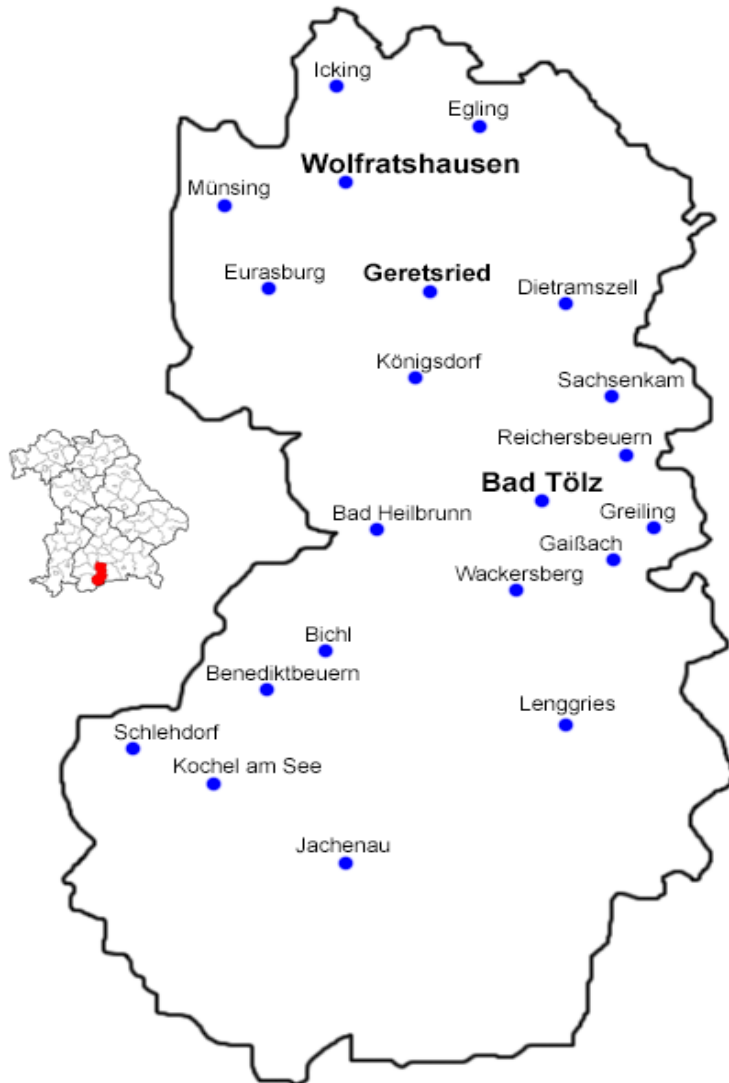 Icking
Egling
Wolfratshausen
Münsing
Eurasburg
Geretsried
Dietramszell
Königsdorf
Sachsenkam
Reichersbeuern
Bad Tölz
Bad Heilbrunn
Greiling
Gaißach
Wackersberg
Bichl
Benediktbeuern
Lenggries
Schlehdorf
Kochel am See
Jachenau